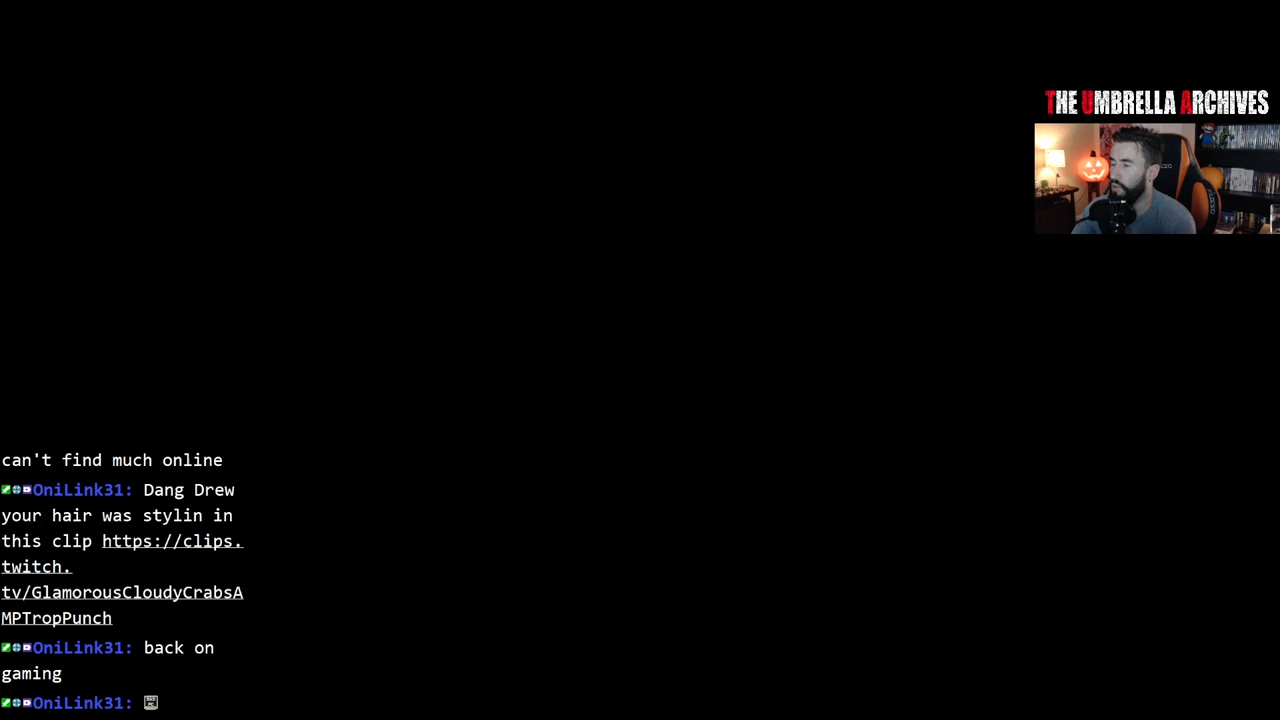 THE UMBRELLA ARCHIVES
can't find much online
OniLink31: Dang Drew
your hair was stylin in
this clip https://clips.
twitch.
tv/GlamorousCloudyCrabsA
MPTropPunch
OniLink31: back on
gaming
OniLink31: